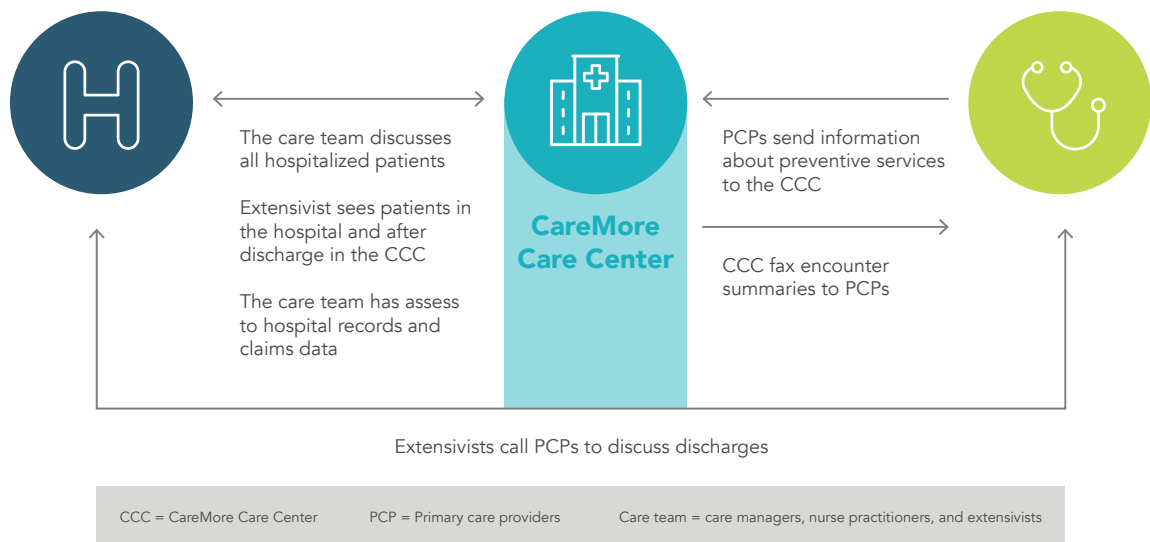 The care team discusses
all hospitalized patients
Extensivist sees patients in
the hospital and after
discharge in the CCC
The care team has assess
to hospital records and
claims data
CareMore
Care Center
PCPs send information
about preventive services
to the CCC
CCC fax encounter
summaries to PCPs
Extensivists call PCPs to discuss discharges
CCC = CareMore Care Center
PCP = Primary care providers
Care team = care managers, nurse practitioners, and extensivists